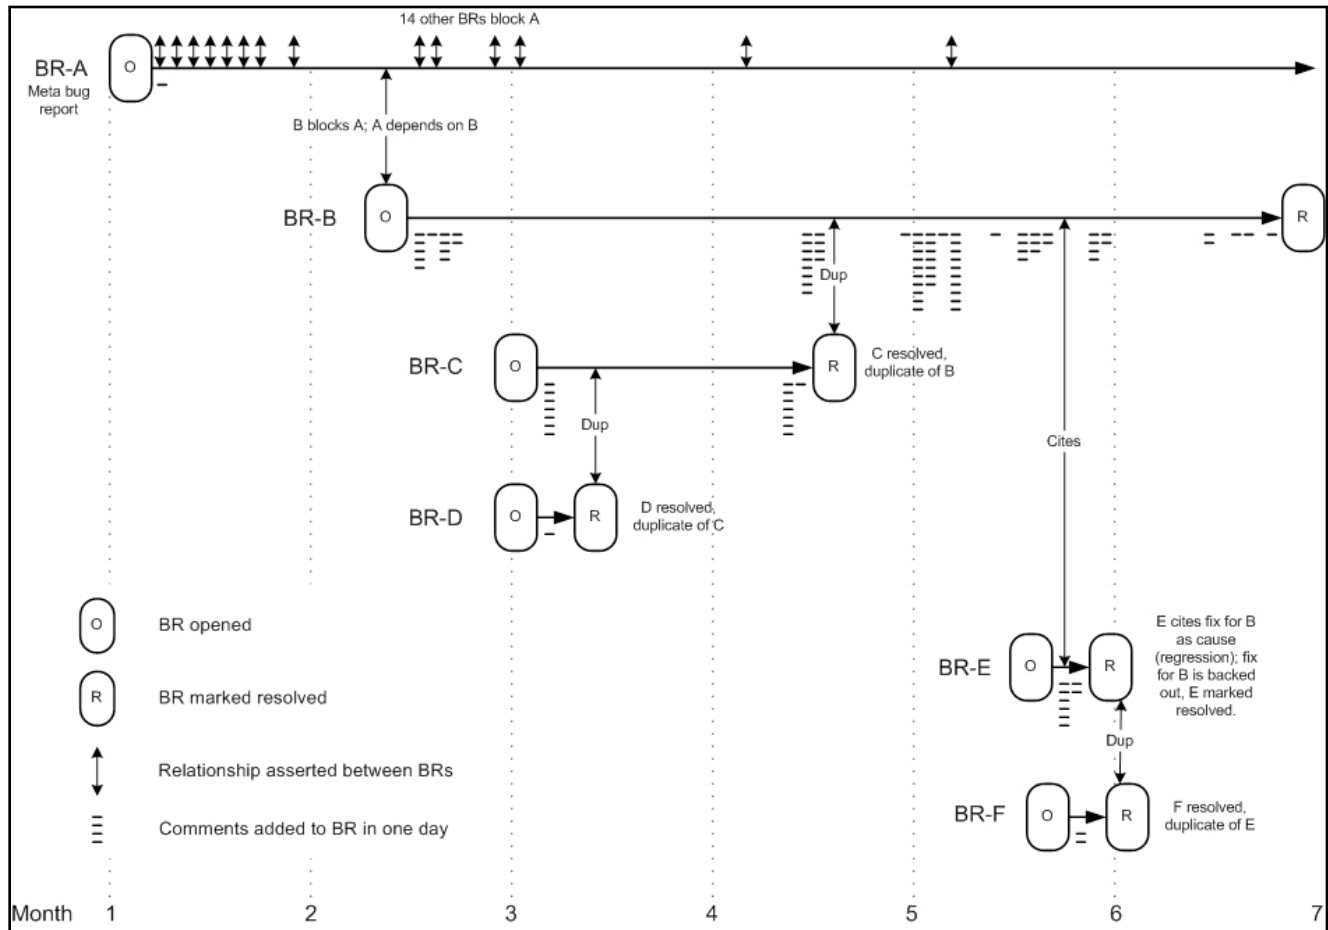 14 other BRs block A
O
BR-A
Meta bug
report
B blocks A; A depends on B
BR-B
O
R
Dup
BR-C
O
R
C resolved,
duplicate of B
Dup
Cites
BR-D
O
R
D resolved,
duplicate of C
O
BR opened
R
BR marked resolved
Relationship asserted between BRs
Comments added to BR in one day
BR-E
O
R
E cites fix for B
as cause
(regression); fix
for B is backed
out, E marked
resolved.
Dup
BR-F
O
R
F resolved,
duplicate of E
Month 1 2 3 4 5 6 7